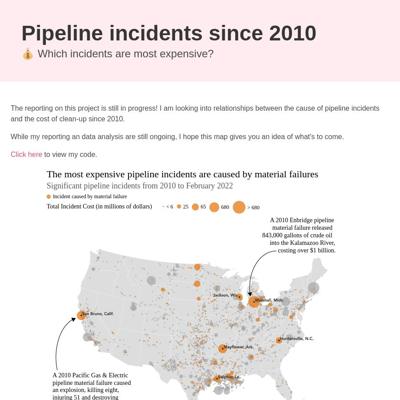 Pipeline incidents since 2010
💰 Which incidents are most expensive?
The reporting on this project is still in progress! I am looking into relationships between the cause of pipeline incidents
and the cost of clean-up since 2010.
While my reporting an data analysis are still ongoing, I hope this map gives you an idea of what's to come.
Click here to view my code.
The most expensive pipeline incidents are caused by material failures
Significant pipeline incidents from 2010 to February 2022
Incident caused by material failure
Total Incident Cost (in millions of dollars) < 6 25 65 680 > 680
A 2010 Enbridge pipeline
material failure released
843,000 gallons of crude oil
into the Kalamazoo River,
costing over $1 billion.
Jackson, Wis.
Marshall, Mich.
San Bruno, Calif.
Huntersville, N.C.
Mayflower, Ark.
A 2010 Pacific Gas & Electric
pipeline material failure caused
an explosion, killing eight,
injuring 51 and destroying